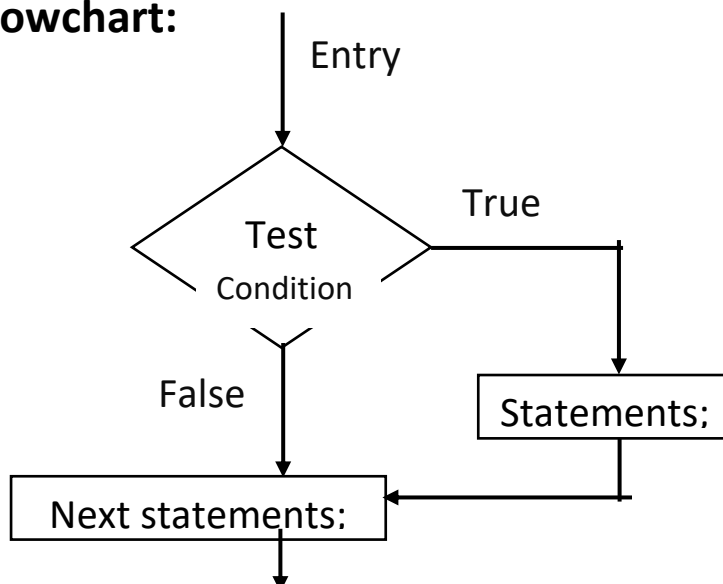 owchart:
Entry
True
Test
Condition
False
Statements;
Next statements;